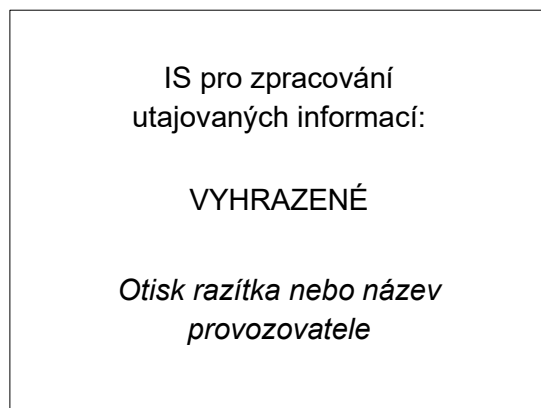 IS pro zpracování
utajovaných informací:
VYHRAZENÉ
Otisk razítka nebo název
provozovatele